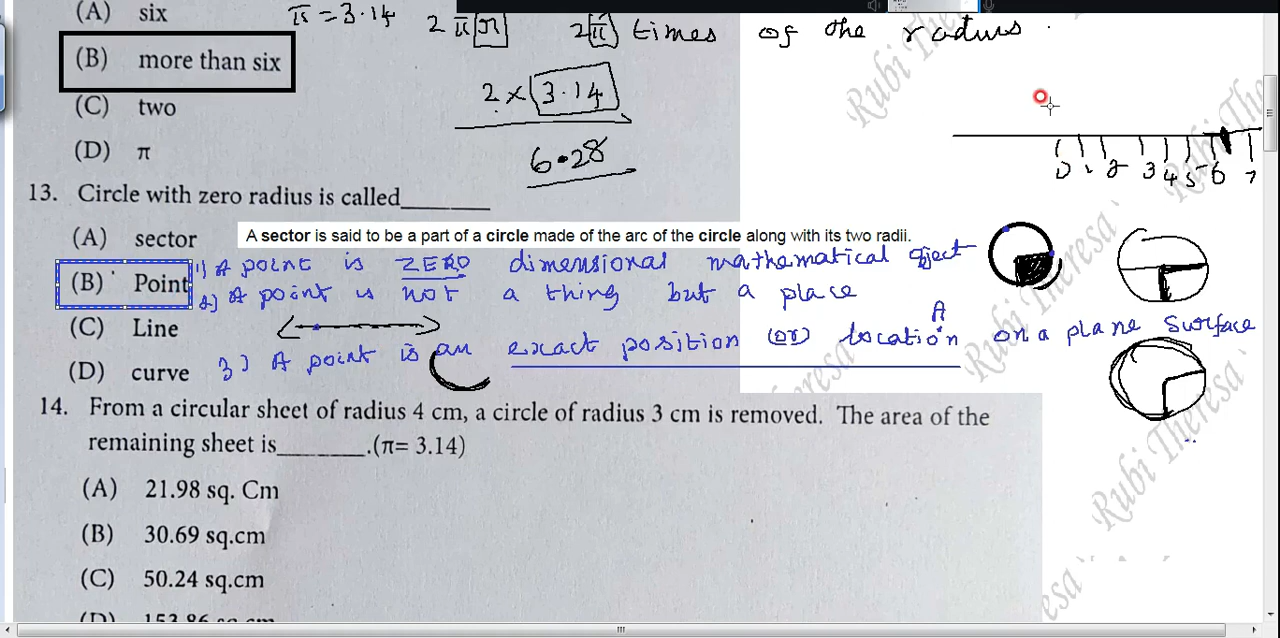 (A) six
π = 3.14 2 π r 2 π times of the radius.
(B) more than six
2 × 3.14
(C) two
6.28
(D) π
0 1 2 3 4 5 6 7
13. Circle with zero radius is called_______
(A) sector
A sector is said to be a part of a circle made of the arc of the circle along with its two radii.
(B) Point
1) A point is ZERO dimensional mathematical object
2) A point is not a thing but a place
(C) Line
A
3) A point is an exact position (or) location on a plane surface
(D) curve
14. From a circular sheet of radius 4 cm, a circle of radius 3 cm is removed. The area of the
remaining sheet is_______.(π= 3.14)
(A) 21.98 sq. Cm
(B) 30.69 sq.cm
(C) 50.24 sq.cm
(D) 153.86 sq.cm
Rubi Theresa
Rubi Theresa
Rubi Theresa
Rubi Theresa